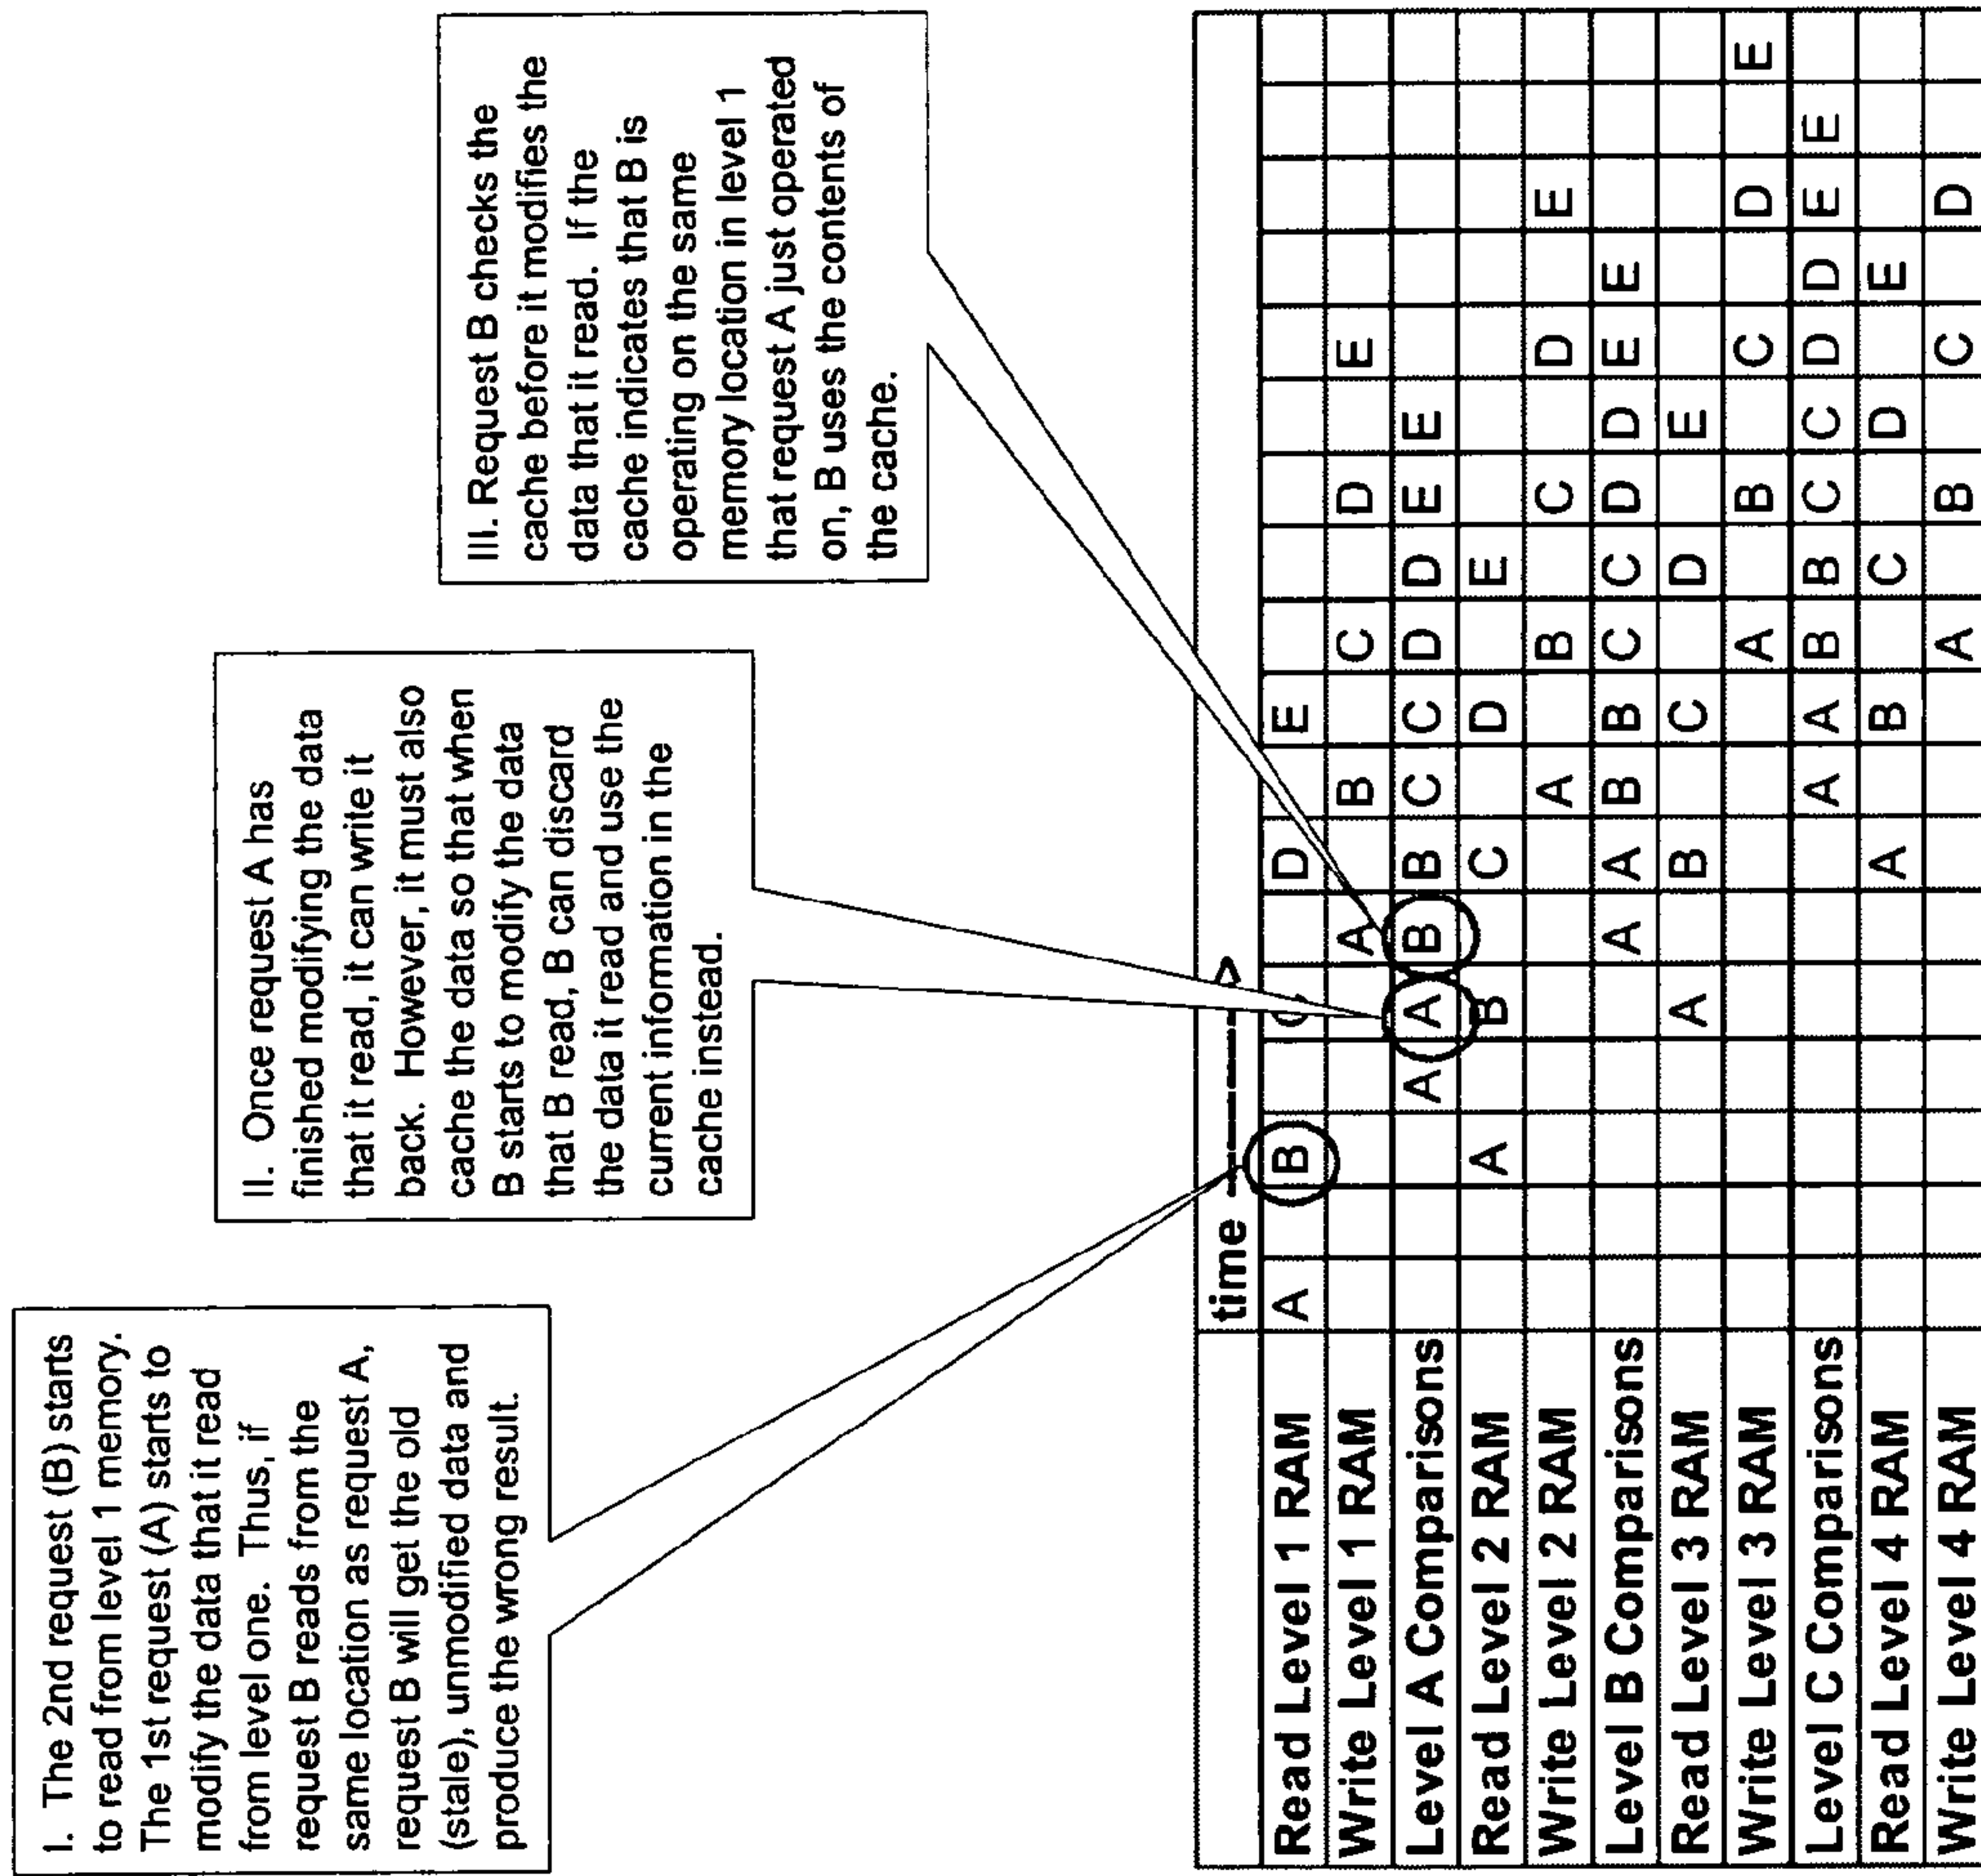 I. The 2nd request (B) starts
to read from level 1 memory.
The 1st request (A) starts to
modify the data that it read
from level one. Thus, if
request B reads from the
same location as request A,
request B will get the old
(stale), unmodified data and
produce the wrong result.
II. Once request A has
finished modifying the data
that it read, it can write it
back. However, it must also
cache the data so that when
B starts to modify the data
that B read, B can discard
the data iit read and use the
current information in the
cache instead.
III. Request B checks the
cache before it modifies the
data that it read. If the
cache indicates that B is
operating on the same
memory location in level 1
that request A just operated
on, B uses the contents of
the cache.
time ------------>
Read Level 1 RAM A B C D E
Write Level 1 RAM A B C D E
Level A Comparisons A A B B C C D D E E
Read Level 2 RAM A B C D E
Write Level 2 RAM A B C D E
Level B Comparisons A A B B C C D D E E
Read Level 3 RAM A B C D E
Write Level 3 RAM A B C D E
Level C Comparisons A A B B C C D D E E
Read Level 4 RAM A B C D E
Write Level 4 RAM A B C D